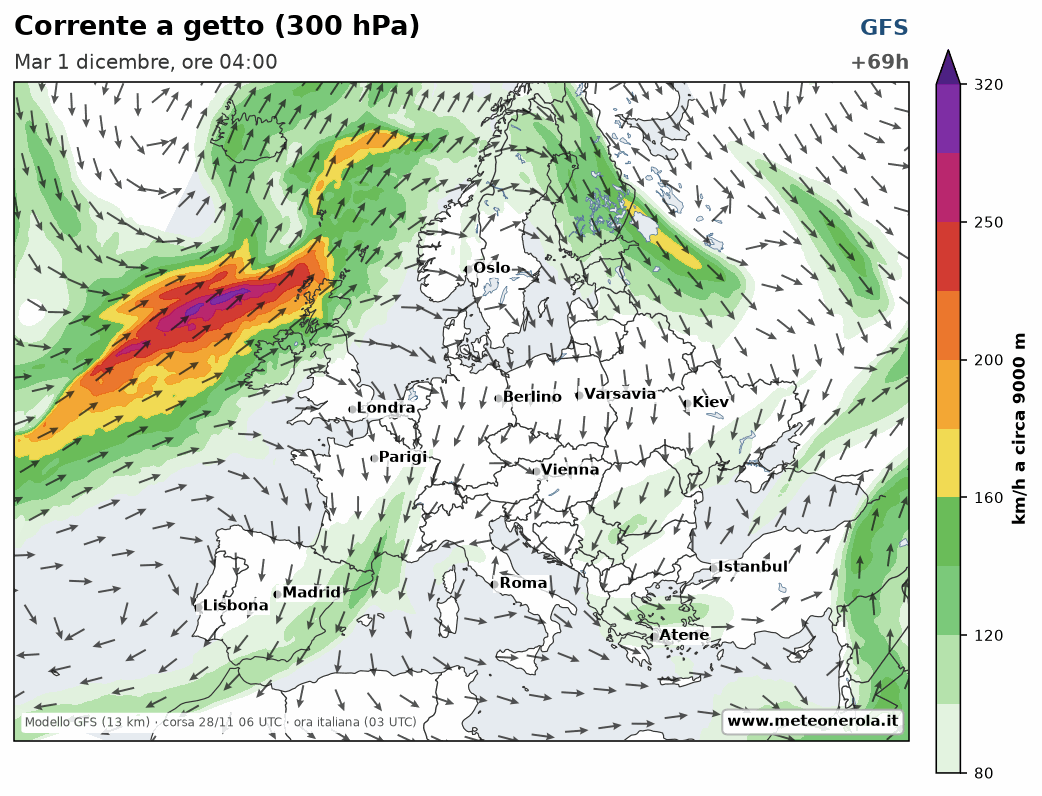 Corrente a getto (300 hPa)
GFS
Mar 1 dicembre, ore 04:00
+69h
320
250
200
160
120
80
km/h a circa 9000 m
Oslo
Berlino
Varsavia
Kiev
Londra
Parigi
Vienna
Istanbul
Roma
Madrid
Lisbona
Atene
Modello GFS (13 km) · corsa 28/11 06 UTC · ora italiana (03 UTC)
www.meteonerola.it